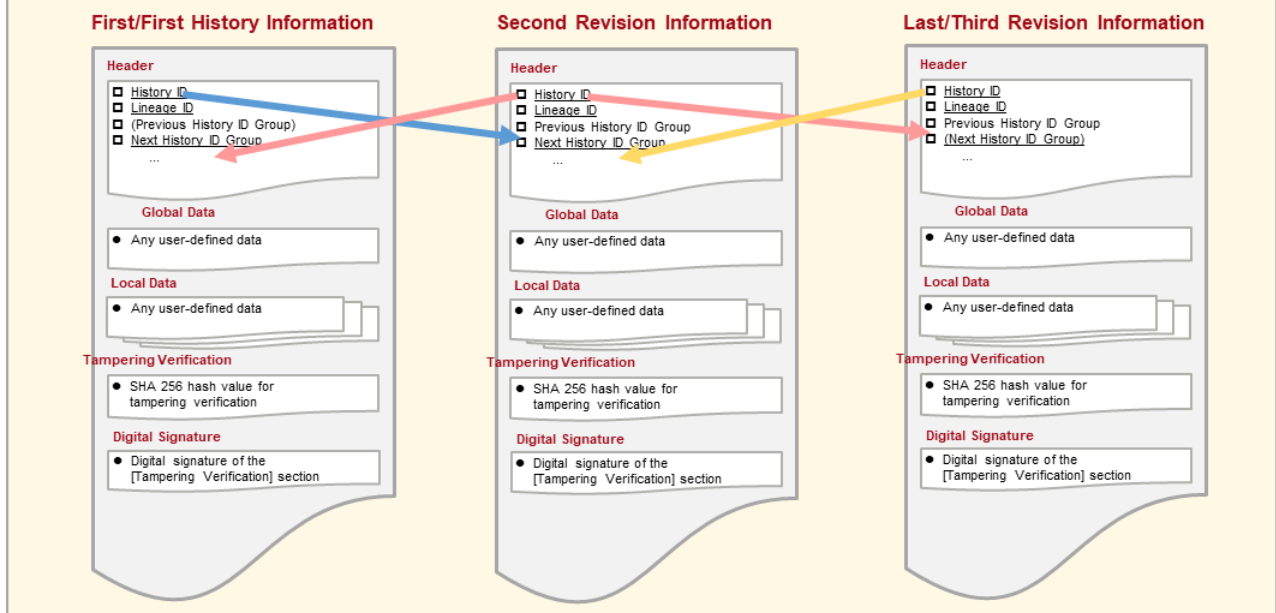 First/First History Information
Header
History ID
Lineage ID
(Previous History ID Group)
Next History ID Group
...
Global Data
Any user-defined data
Local Data
Any user-defined data
Tampering Verification
SHA 256 hash value for
tampering verification
Digital Signature
Digital signature of the
[Tampering Verification] section
Second Revision Information
Header
History ID
Lineage ID
Previous History ID Group
Next History ID Group
...
Global Data
Any user-defined data
Local Data
Any user-defined data
Tampering Verification
SHA 256 hash value for
tampering verification
Digital Signature
Digital signature of the
[Tampering Verification] section
Last/Third Revision Information
Header
History ID
Lineage ID
Previous History ID Group
(Next History ID Group)
...
Global Data
Any user-defined data
Local Data
Any user-defined data
Tampering Verification
SHA 256 hash value for
tampering verification
Digital Signature
Digital signature of the
[Tampering Verification] section